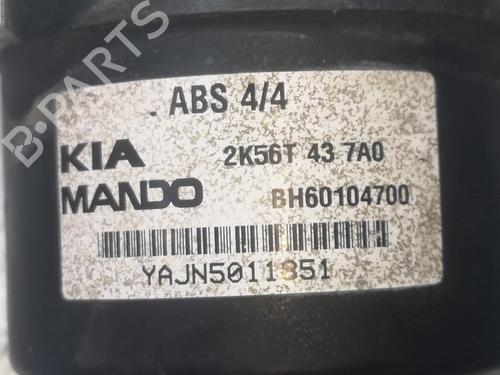 B-PARTS
ABS 4/4
KIA 2K56T 43 7A0
MANDO BH60104700
YAJN5011851